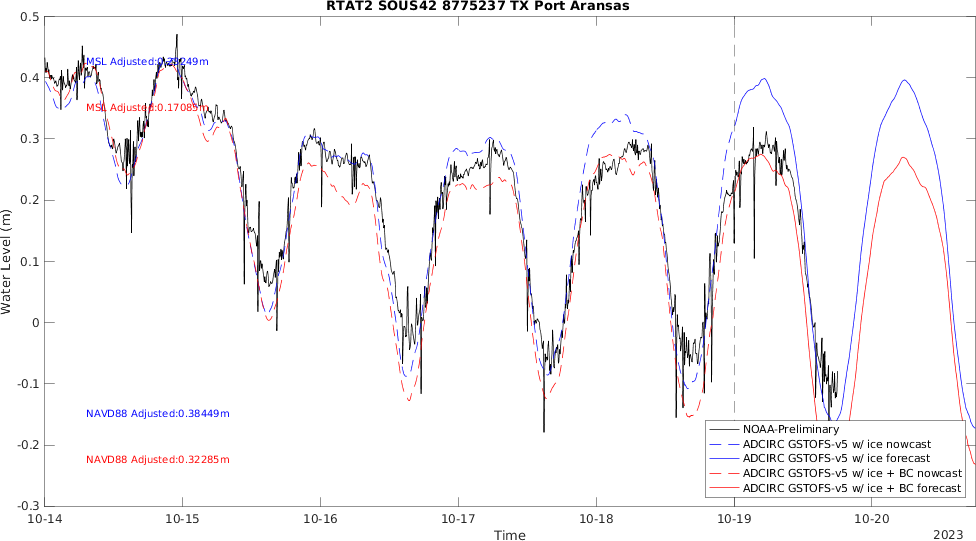 RTAT2 SOUS42 8775237 TX Port Aransas
Water Level (m)
0.5
0.4
0.3
0.2
0.1
0
-0.1
-0.2
-0.3
MSL Adjusted:
MSL Adjusted:0.17085m
NAVD88 Adjusted:0.38449m
NAVD88 Adjusted:0.32285m
NOAA-Preliminary
ADCIRC GSTOFS-v5 w/ ice nowcast
ADCIRC GSTOFS-v5 w/ ice forecast
ADCIRC GSTOFS-v5 w/ ice + BC nowcast
ADCIRC GSTOFS-v5 w/ ice + BC forecast
10-14 10-15 10-16 10-17 10-18 10-19 10-20
Time
2023